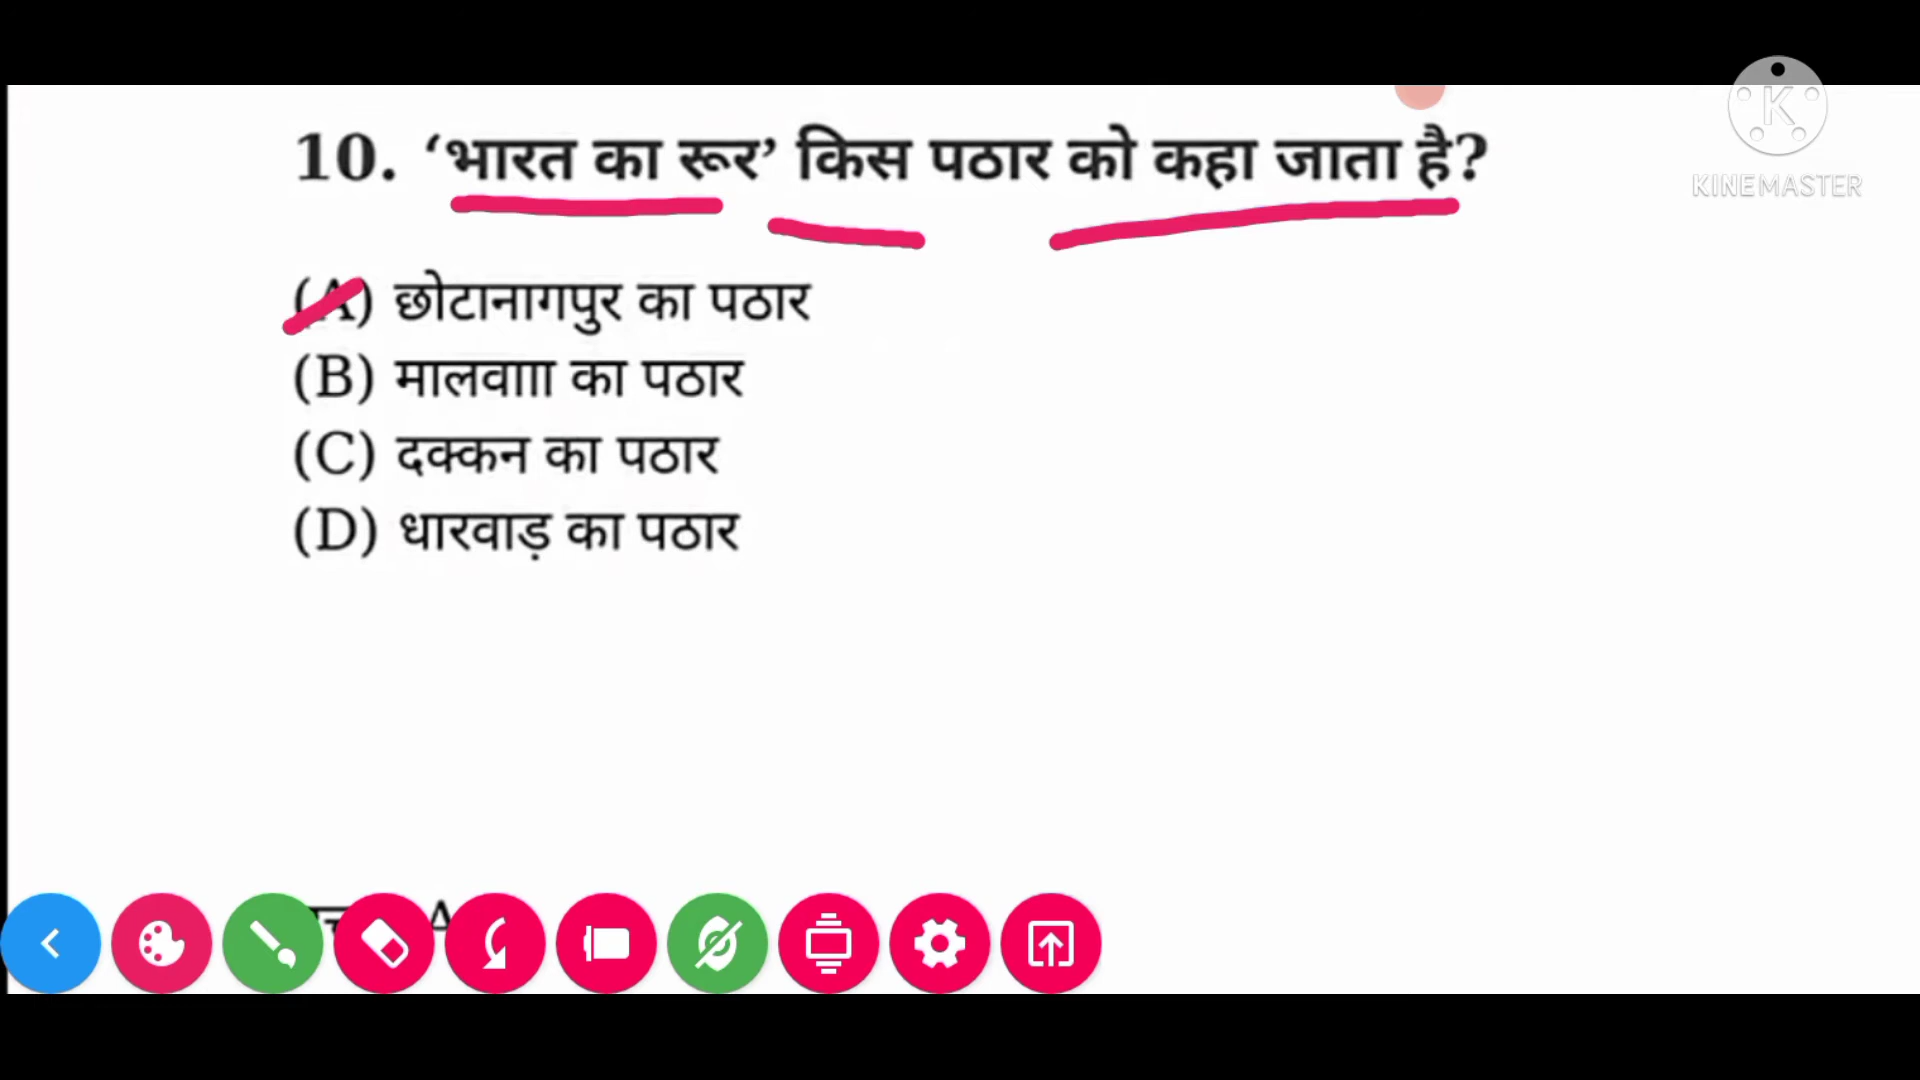 KINEMASTER
10. ‘भारत का रूर’ किस पठार को कहा जाता है?
(A) छोटानागपुर का पठार
(B) मालवााा का पठार
(C) दक्कन का पठार
(D) धारवाड़ का पठार